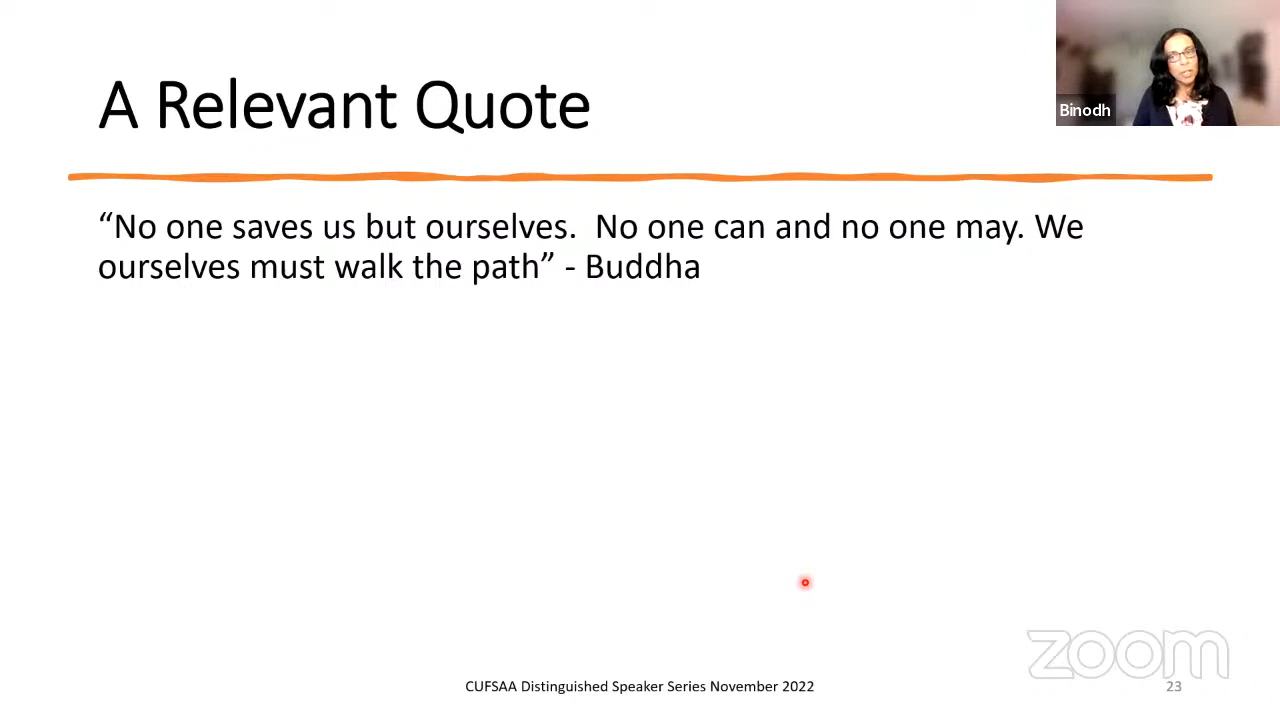 A Relevant Quote
Binodh
“No one saves us but ourselves.  No one can and no one may. We
ourselves must walk the path” - Buddha
zoom
CUFSAA Distinguished Speaker Series November 2022
23